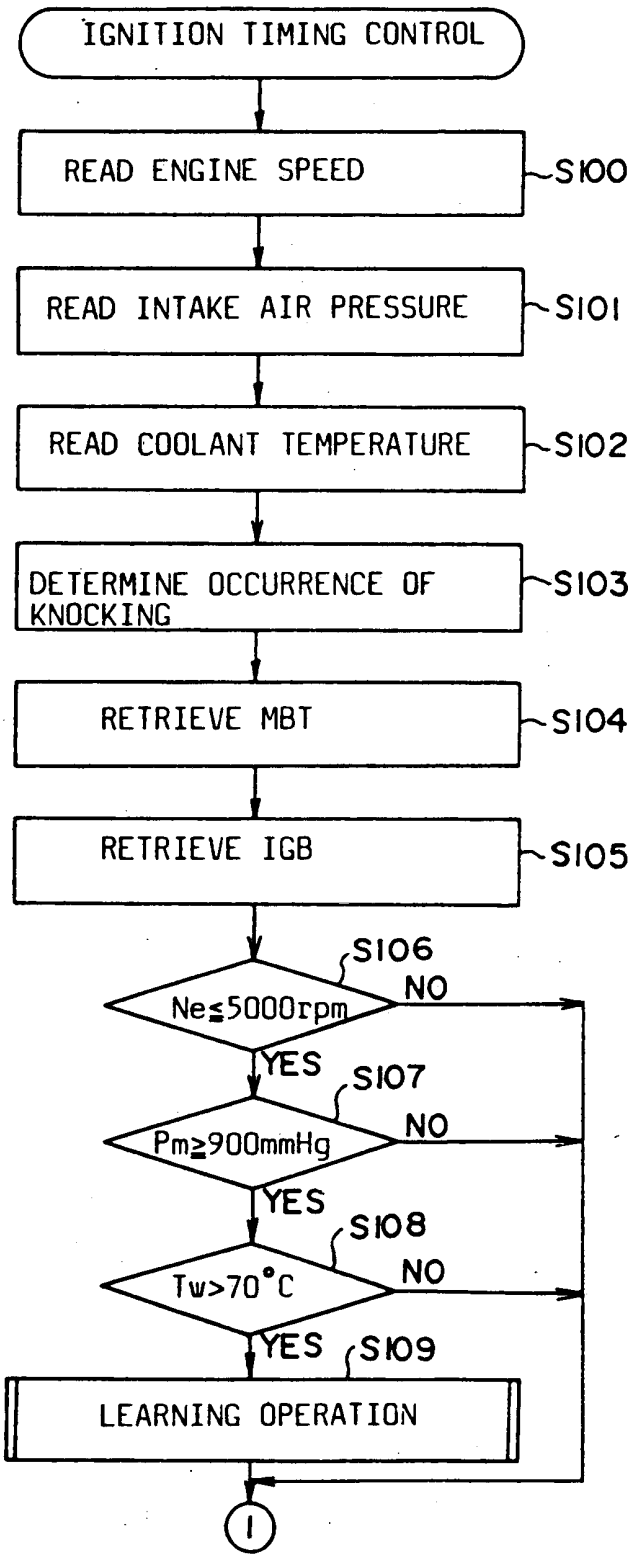 IGNITION TIMING CONTROL
READ ENGINE SPEED
S100
READ INTAKE AIR PRESSURE
S101
READ COOLANT TEMPERATURE
S102
DETERMINE OCCURRENCE OF
KNOCKING
S103
RETRIEVE MBT
S104
RETRIEVE IGB
S105
S106
Ne≦5000rpm
NO
YES
S107
Pm≧900mmHg
NO
YES
S108
Tw>70°C
NO
YES
S109
LEARNING OPERATION
1